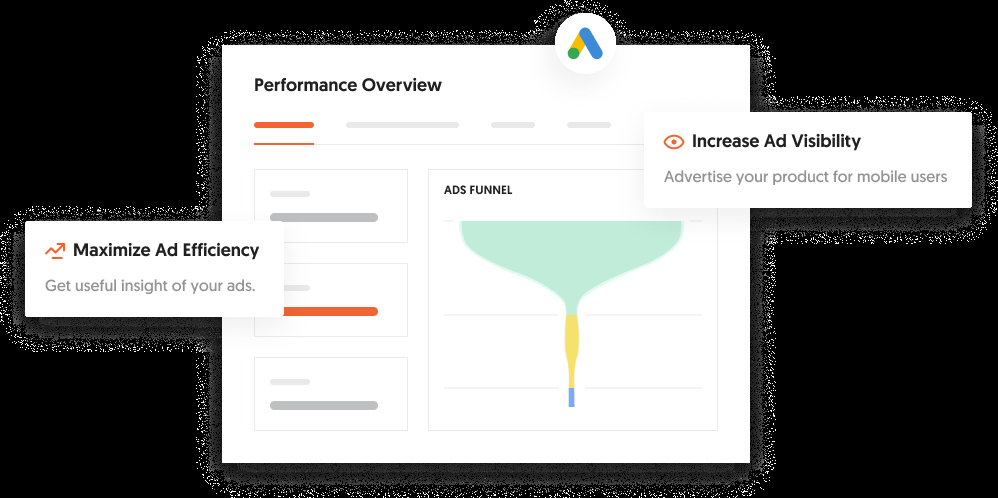 Performance Overview
Increase Ad Visibility
Advertise your product for mobile users
ADS FUNNEL
Maximize Ad Efficiency
Get useful insight of your ads.